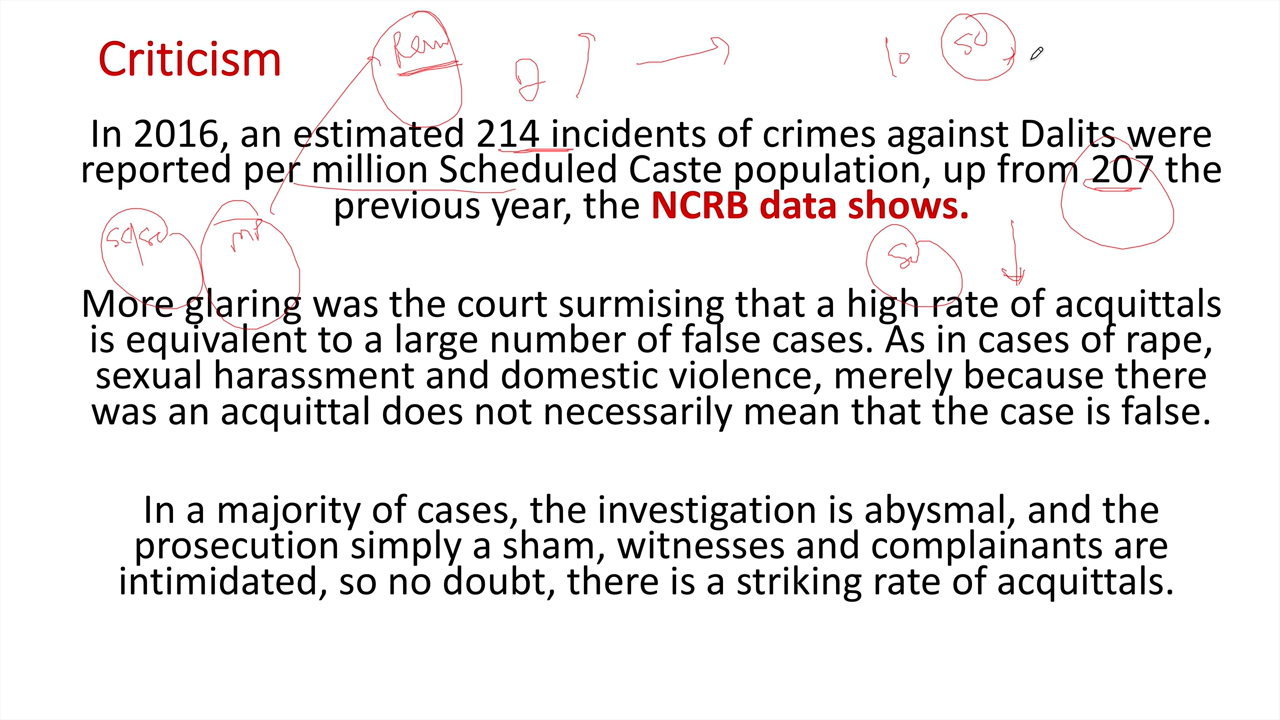 Criticism
10
In 2016, an estimated 214 incidents of crimes against Dalits were
reported per million Scheduled Caste population, up from 207 the
previous year, the NCRB data shows.
MP
More glaring was the court surmising that a high rate of acquittals
is equivalent to a large number of false cases. As in cases of rape,
sexual harassment and domestic violence, merely because there
was an acquittal does not necessarily mean that the case is false.
In a majority of cases, the investigation is abysmal, and the
prosecution simply a sham, witnesses and complainants are
intimidated, so no doubt, there is a striking rate of acquittals.